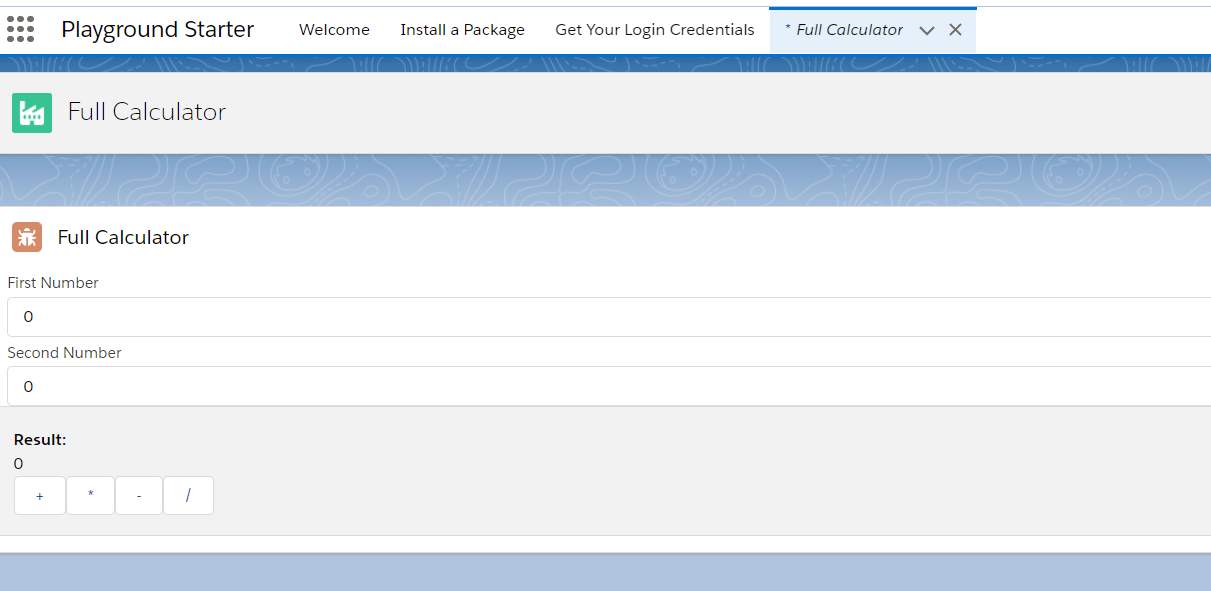 Playground Starter Welcome Install a Package Get Your Login Credentials * Full Calculator
Full Calculator
Full Calculator
First Number
0
Second Number
0
Result:
0
+ * - /